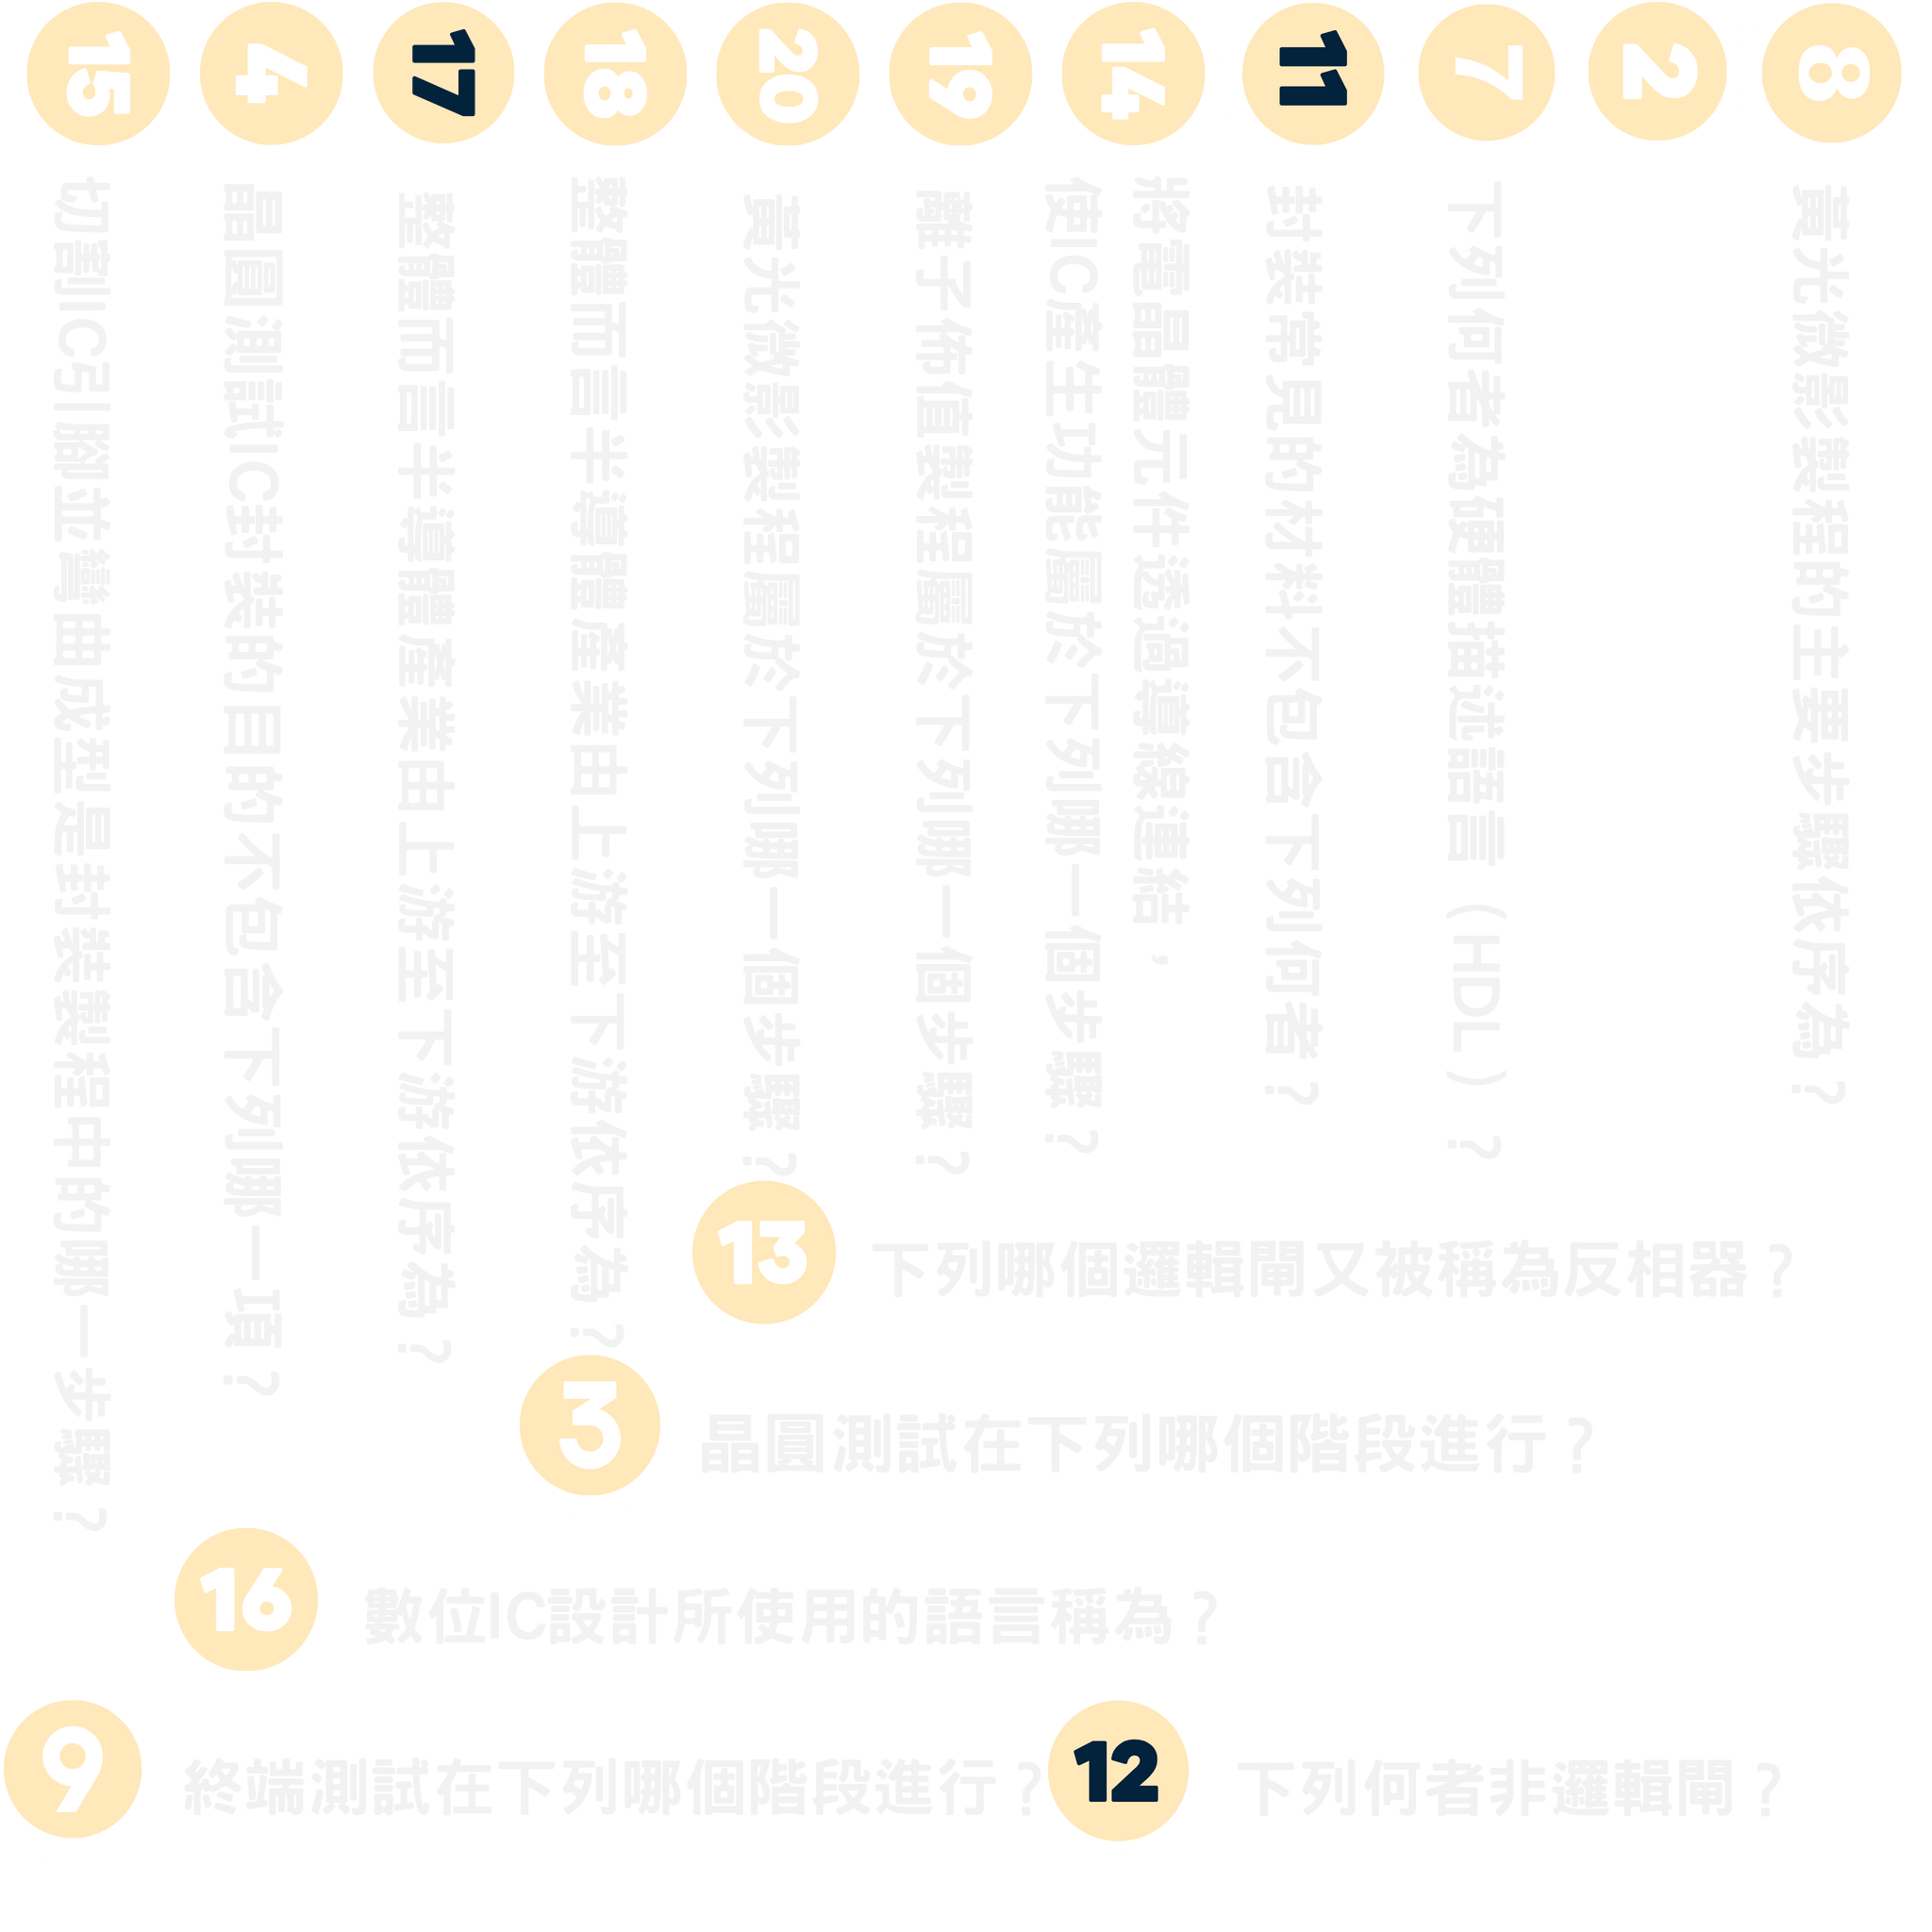 8
黃光微影製程的主要步驟依序為？
2
7
下列何者為硬體描述語言（HDL）？
11
封裝常見的材料不包含下列何者？
14
將電晶體元件透過導線連結，
使IC產生功能屬於下列哪一個步驟？
19
離子佈值製程屬於下列哪一個步驟？
20
黃光微影製程屬於下列哪一個步驟？
18
整體而言半導體產業由上游至下游依序為？
17
整體而言半導體產業由上游至下游依序為？
4
晶圓測試IC封裝的目的不包含下列哪一項？
15
切割IC引腳並彎曲成型是封裝製程中的哪一步驟？
13 下列哪個邏輯閘又被稱為反相器？
3 晶圓測試在下列哪個階段進行？
16 數位IC設計所使用的語言稱為？
9 終端測試在下列哪個階段進行？
12 下列何者非邏輯閘？